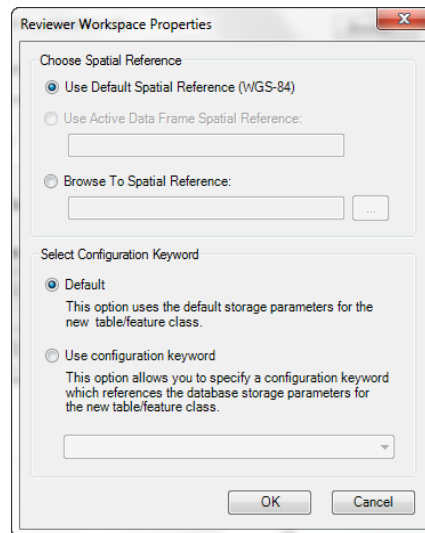 Reviewer Workspace Properties
Choose Spatial Reference
Use Default Spatial Reference (WGS-84)
Use Active Data Frame Spatial Reference:
Browse To Spatial Reference:
...
Select Configuration Keyword
Default
This option uses the default storage parameters for the
new table/feature class.
Use configuration keyword
This option allows you to specify a configuration keyword
which references the database storage parameters for
the new table/feature class.
OK
Cancel